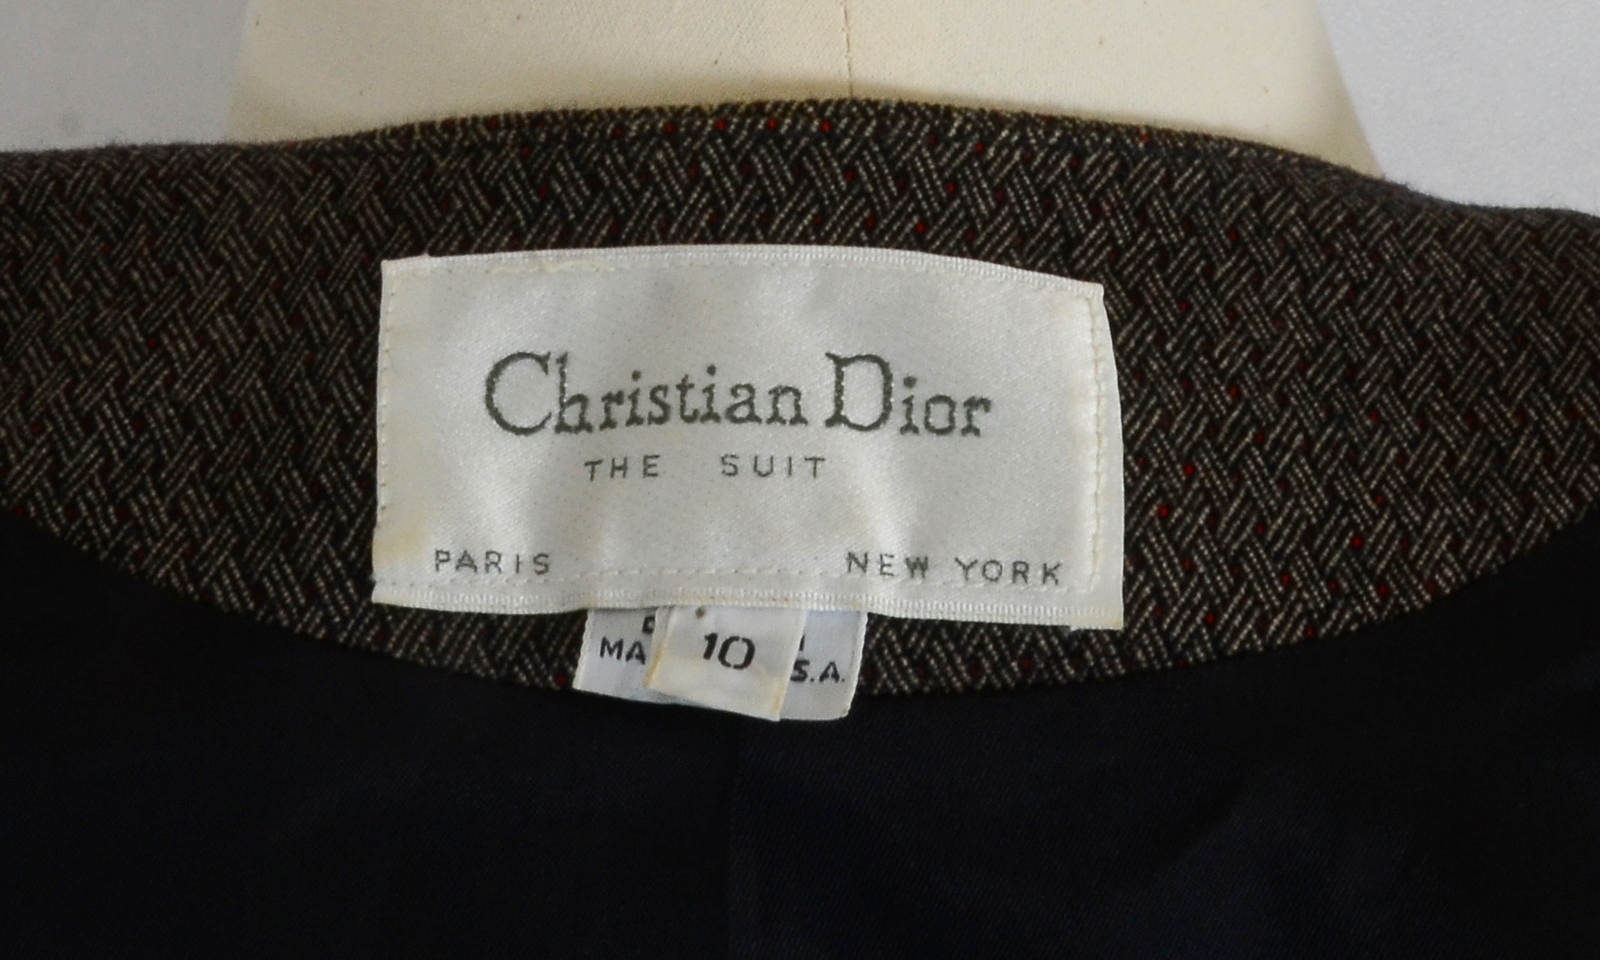 Christian Dior
THE SUIT
PARIS NEW YORK
10
S.A.